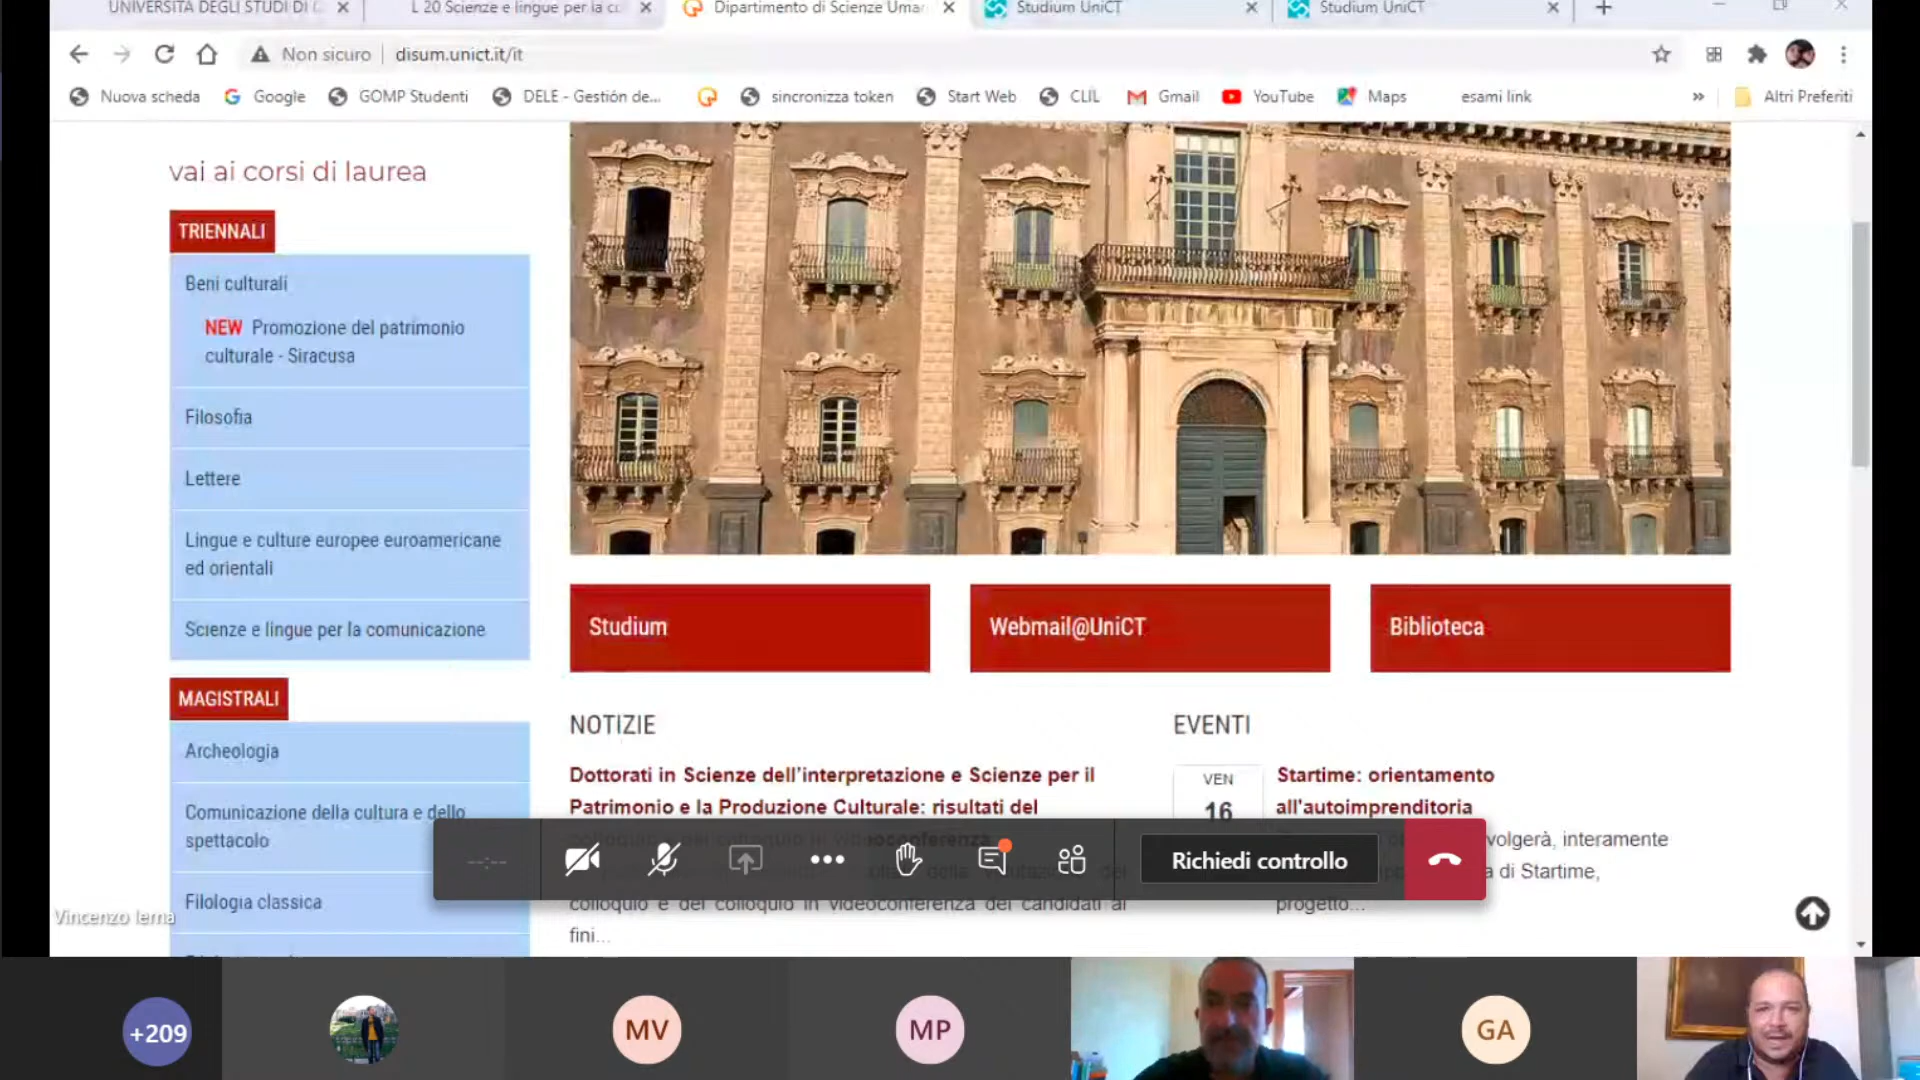 UNIVERSITÀ DEGLI STUDI DI C
L 20 Scienze e lingue per la co
Dipartimento di Scienze Uma
Studium UniCT
Studium UniCT
Non sicuro
disum.unict.it/it
Nuova scheda
Google
GOMP Studenti
DELE - Gestión de...
sincronizza token
Start Web
CLIL
Gmail
YouTube
Maps
esami link
»
Altri Preferiti
vai ai corsi di laurea
TRIENNALI
Beni culturali
NEW Promozione del patrimonio
culturale - Siracusa
Filosofia
Lettere
Lingue e culture europee euroamericane
ed orientali
Scienze e lingue per la comunicazione
MAGISTRALI
Archeologia
Comunicazione della cultura e dello
spettacolo
Filologia classica
Studium
Webmail@UniCT
Biblioteca
NOTIZIE
Dottorati in Scienze dell'interpretazione e Scienze per il
Patrimonio e la Produzione Culturale: risultati del
colloquio e del colloquio in videoconferenza dei candidati ai
fini...
EVENTI
VEN
16
Startime: orientamento
all'autoimprenditoria
volgerà, interamente
a di Startime,
progetto...
--:--
Richiedi controllo
Vincenzo Ierna
+209
MV
MP
GA